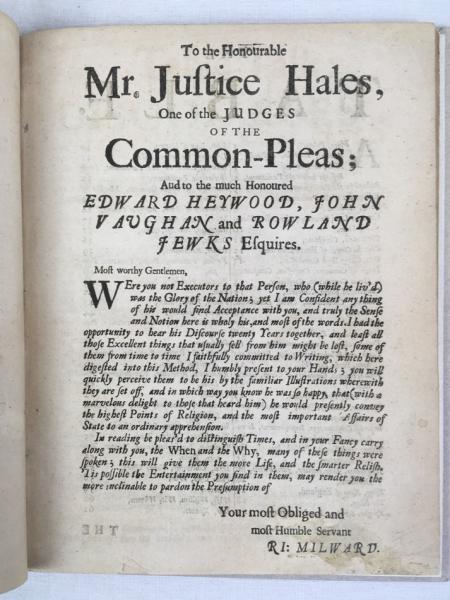 To the Honourable
Mr. Juſtice Hales,
One of the JUDGES
OF THE
Common-Pleas;
And to the much Honoured
EDWARD HEYWOOD, JOHN
VAUGHAN and ROWLAND
JEWKS Eſquires.
Moſt worthy Gentlemen,
WEre you not Executors to that Perſon, who (while he liv'd)
was the Glory of the Nation; yet I am Confident any thing
of his would find Acceptance with you, and truly the Senſe
and Notion here is wholy his, and moſt of the words. I had the
opportunity to hear his Diſcourſe twenty Years together, and leaſt all
thoſe Excellent things that uſually fell from him might be loſt, ſome of
them from time to time I faithfully committed to Writing, which here
digeſted into this Method, I humbly preſent to your Hands; you will
quickly perceive them to be his by the familiar Illuſtrations wherewith
they are ſet off, and in which way you know he was ſo happy, that (with a
marvelous delight to thoſe that heard him) he would preſently convey
the higheſt Points of Religion, and the moſt important Affairs of
State to an ordinary apprehenſion.
In reading be pleas'd to diſtinguiſh Times, and in your Fancy carry
along with you, the When and the Why, many of theſe things were
ſpoken; this will give them the more Life, and the ſmarter Reliſh.
'Tis poſſible the Entertainment you find in them, may render you the
more inclinable to pardon the Preſumption of
Your moſt Obliged and
moſt Humble Servant
RI: MILWARD.